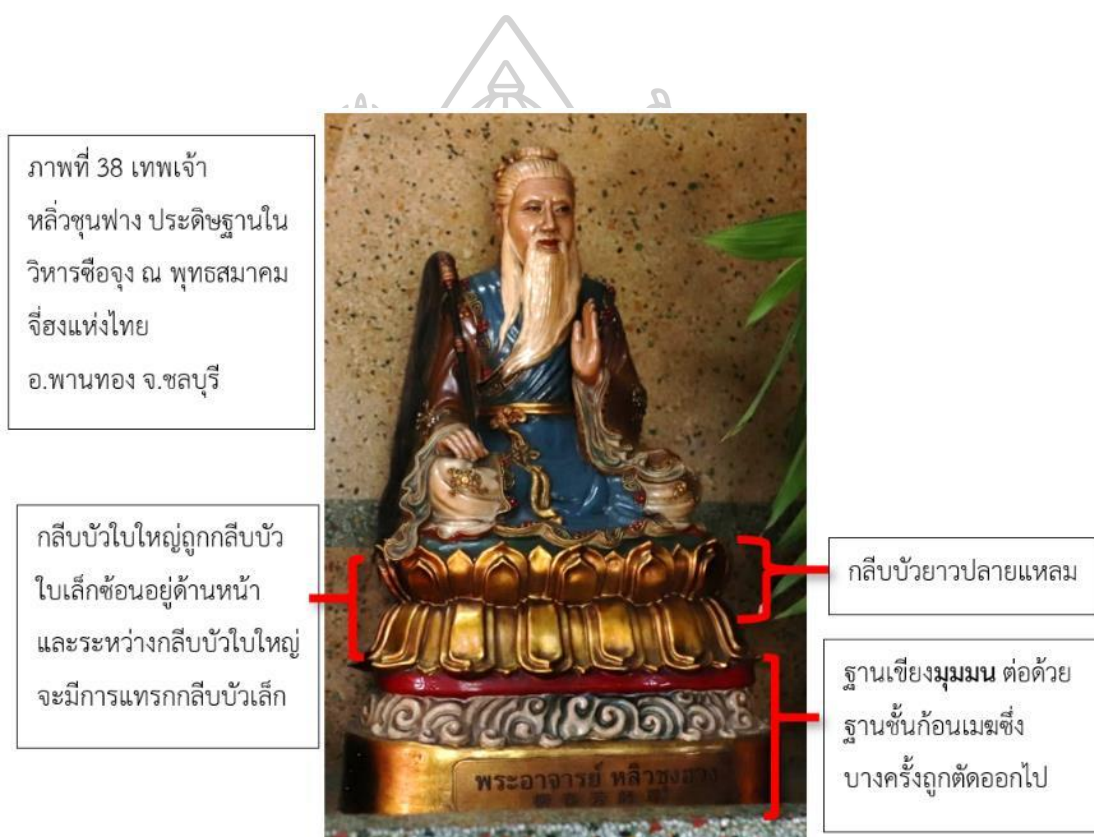 ภาพที่ 38 เทพเจ้า
หลิ่วชุนฟาง ประดิษฐานใน
วิหารซือจุง ณ พุทธสมาคม
จี่ฮงแห่งไทย
อ.พานทอง จ.ชลบุรี
กลีบบัวใบใหญ่ถูกกลีบบัว
ใบเล็กซ้อนอยู่ด้านหน้า
และระหว่างกลีบบัวใบใหญ่
จะมีการแทรกกลีบบัวเล็ก
กลีบบัวยาวปลายแหลม
ฐานเขียงมุมมน ต่อด้วย
ฐานชั้นก้อนเมฆซึ่ง
บางครั้งถูกตัดออกไป
พระอาจารย์ หลิ่วชุงฮวง